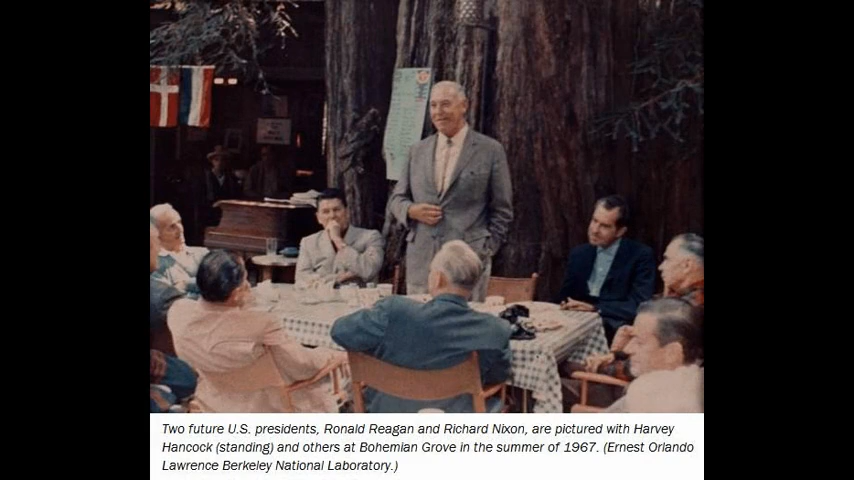 Two future U.S. presidents, Ronald Reagan and Richard Nixon, are pictured with Harvey
Hancock (standing) and others at Bohemian Grove in the summer of 1967. (Ernest Orlando
Lawrence Berkeley National Laboratory.)